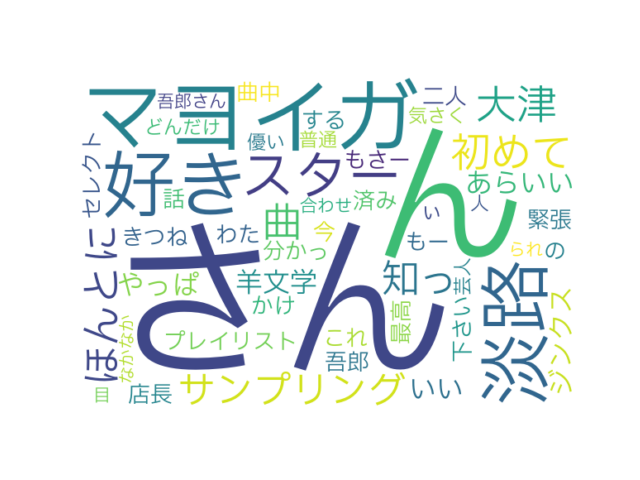 マヨイガ
吾郎さん
曲中
二人
大津
どんだけ
する
気さく
優い
普通
初めて
セレクト
好き
スター
もさー
ん
あらいい
話
合わせ
済み
人
ほんとに
きつね
わた
曲
今
い
緊張
さん
分かっ
もー
られ
の
やっぱ
羊文学
知っ
淡路
なかなか
かけ
最高
下さい
芸人
ジンクス
プレイリスト
これ
吾郎
目
店長
サンプリング
いい